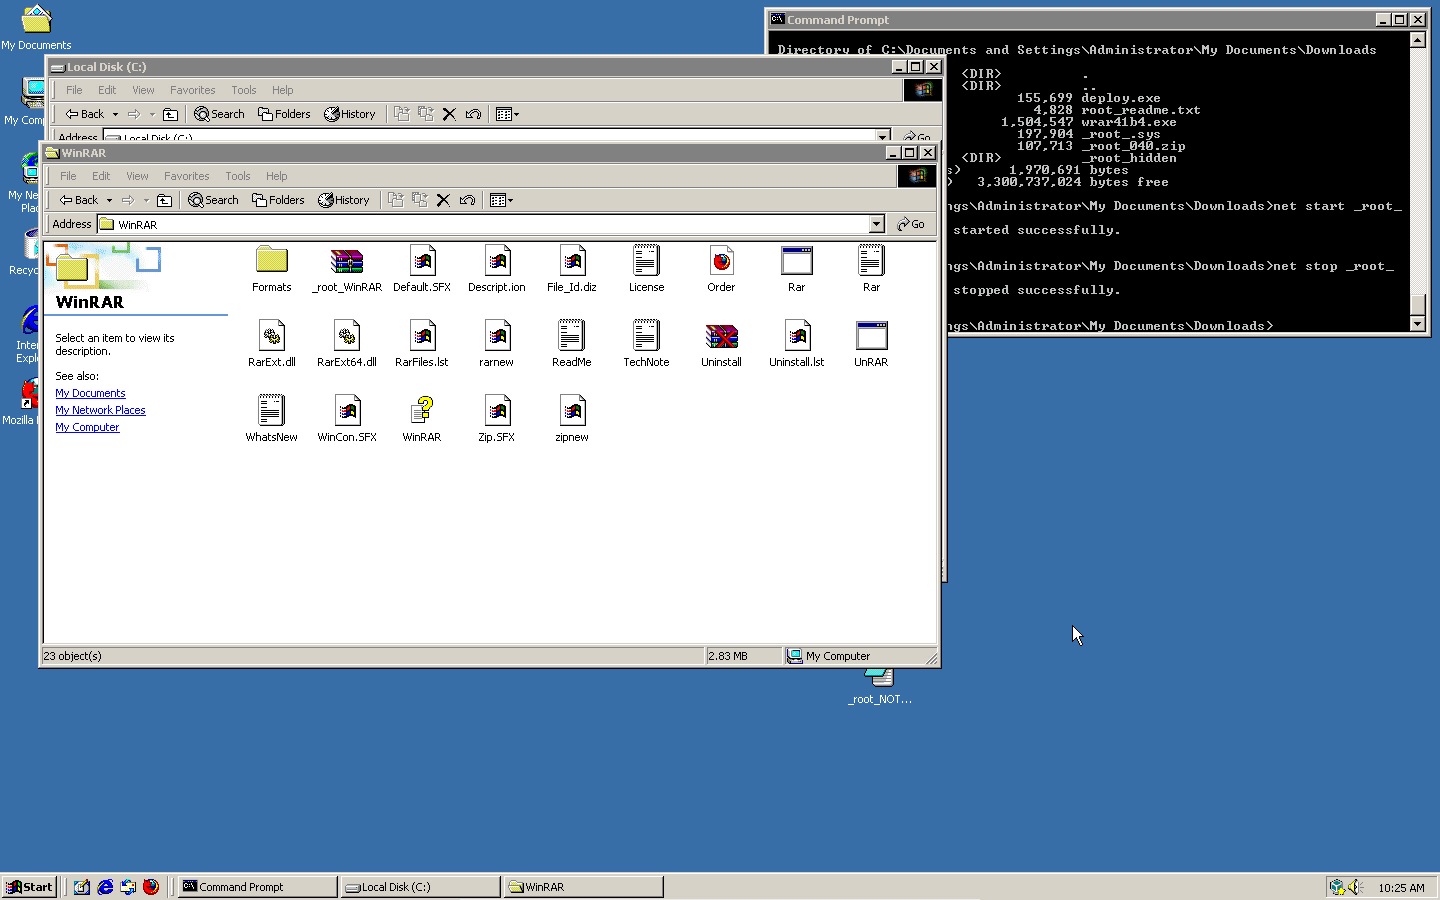 My Documents
My Comp
My Ne
Plac
Recyc
Inter
Explo
Mozilla F
Command Prompt
Directory of C:\Documents and Settings\Administrator\My Documents\Downloads
<DIR> .
<DIR> ..
155,699 deploy.exe
4,828 root_readme.txt
1,504,547 wrar41b4.exe
197,904 _root_.sys
107,713 _root_040.zip
<DIR> _root_hidden
s) 1,970,691 bytes
) 3,300,737,024 bytes free
ngs\Administrator\My Documents\Downloads>net start _root_
started successfully.
ngs\Administrator\My Documents\Downloads>net stop _root_
stopped successfully.
ngs\Administrator\My Documents\Downloads>
Local Disk (C:)
File Edit View Favorites Tools Help
Back Search Folders History
Address Local Disk (C:) Go
WinRAR
File Edit View Favorites Tools Help
Back Search Folders History
Address WinRAR Go
WinRAR
Select an item to view its
description.
See also:
My Documents
My Network Places
My Computer
Formats _root_WinRAR Default.SFX Descript.ion File_Id.diz License Order Rar Rar
RarExt.dll RarExt64.dll RarFiles.lst rarnew ReadMe TechNote Uninstall Uninstall.lst UnRAR
WhatsNew WinCon.SFX WinRAR Zip.SFX zipnew
23 object(s) 2.83 MB My Computer
_root_NOT...
Start Command Prompt Local Disk (C:) WinRAR 10:25 AM